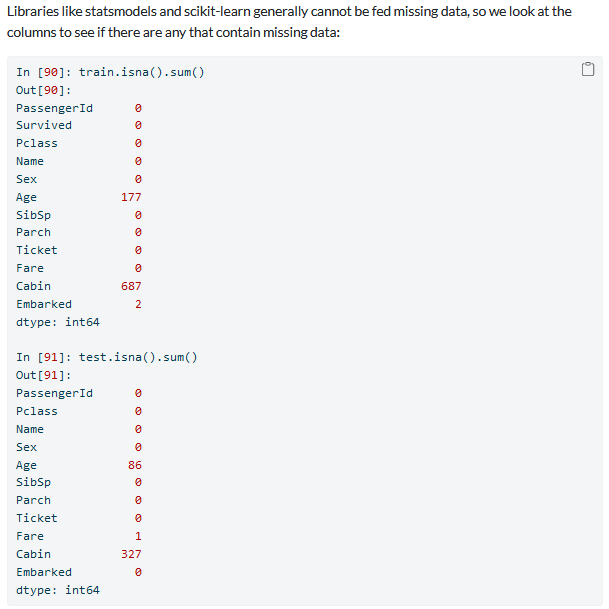 Libraries like statsmodels and scikit-learn generally cannot be fed missing data, so we look at the
columns to see if there are any that contain missing data:
In [90]: train.isna().sum()
Out[90]:
PassengerId      0
Survived         0
Pclass           0
Name             0
Sex              0
Age            177
SibSp            0
Parch            0
Ticket           0
Fare             0
Cabin          687
Embarked         2
dtype: int64
In [91]: test.isna().sum()
Out[91]:
PassengerId      0
Pclass           0
Name             0
Sex              0
Age             86
SibSp            0
Parch            0
Ticket           0
Fare             1
Cabin          327
Embarked         0
dtype: int64